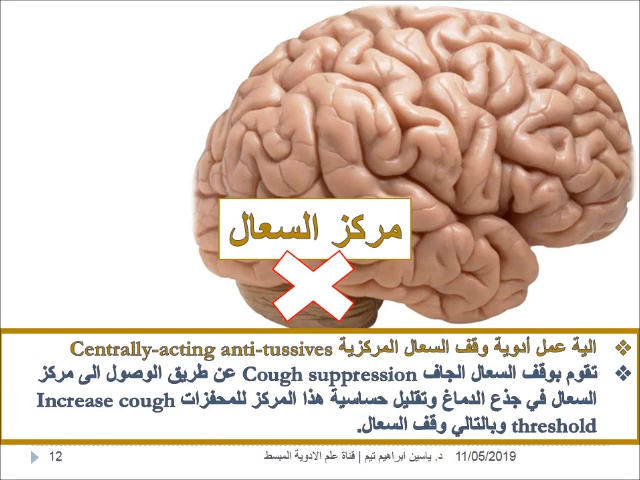 مركز السعال
الية عمل أدوية وقف السعال المركزية Centrally-acting anti-tussives
تقوم بوقف السعال الجاف Cough suppression عن طريق الوصول الى مركز
السعال في جذع الدماغ وتقليل حساسية هذا المركز للمحفزات Increase cough
threshold وبالتالي وقف السعال.
12 د. ياسين ابراهيم تيم | قناة علم الادوية المبسط 11/05/2019